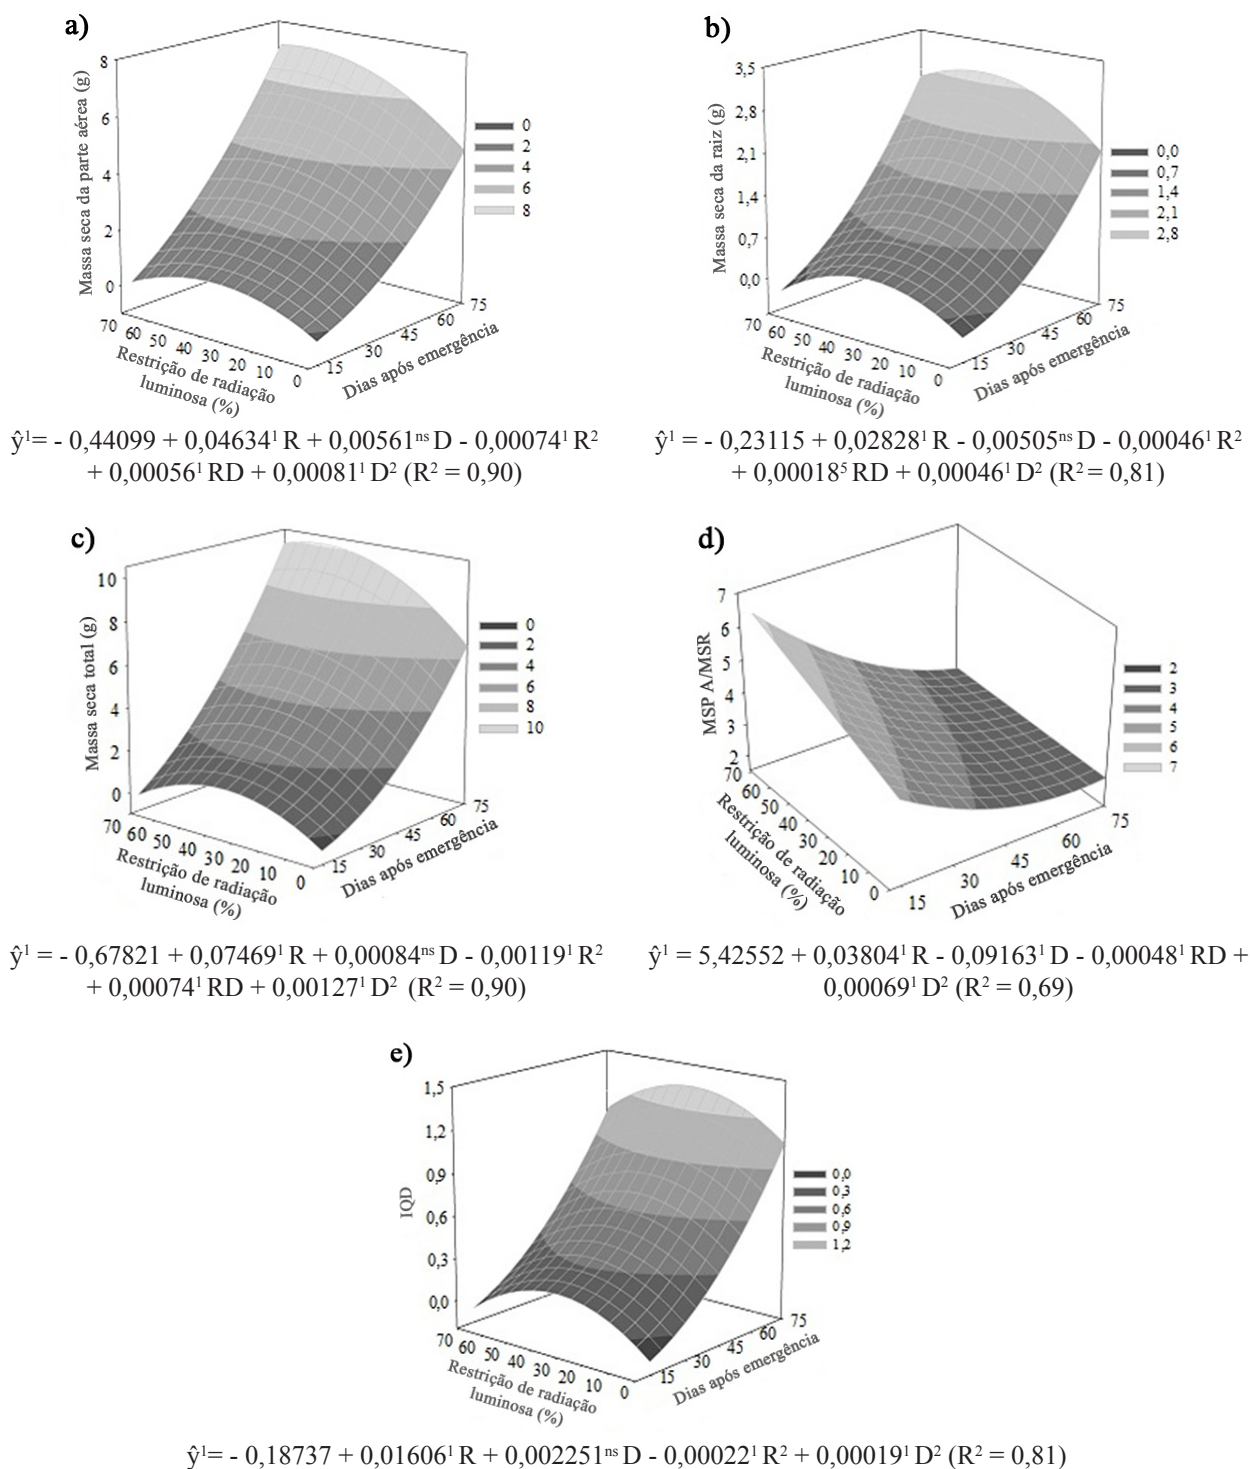 a)
Massa seca da parte aérea (g)
8
6
4
2
0
70 60 50 40 30 20 10 0
Restrição de radiação
luminosa (%)
15 30 45 60 75
Dias após emergência
0
2
4
6
8
ŷ¹= - 0,44099 + 0,04634¹ R + 0,00561ⁿˢ D - 0,00074¹ R²
+ 0,00056¹ RD + 0,00081¹ D² (R² = 0,90)
b)
Massa seca da raiz (g)
3,5
2,8
2,1
1,4
0,7
0,0
70 60 50 40 30 20 10 0
Restrição de radiação
luminosa (%)
15 30 45 60 75
Dias após emergência
0,0
0,7
1,4
2,1
2,8
ŷ¹ = - 0,23115 + 0,02828¹ R - 0,00505ⁿˢ D - 0,00046¹ R²
+ 0,00018⁵ RD + 0,00046¹ D² (R² = 0,81)
c)
Massa seca total (g)
10
8
6
4
2
0
70 60 50 40 30 20 10 0
Restrição de radiação
luminosa (%)
15 30 45 60 75
Dias após emergência
0
2
4
6
8
10
ŷ¹ = - 0,67821 + 0,07469¹ R + 0,00084ⁿˢ D - 0,00119¹ R²
+ 0,00074¹ RD + 0,00127¹ D² (R² = 0,90)
d)
MSP A/MSR
7
6
5
4
3
2
70 60 50 40 30 20 10 0
Restrição de radiação
luminosa (%)
15 30 45 60 75
Dias após emergência
2
3
4
5
6
7
ŷ¹ = 5,42552 + 0,03804¹ R - 0,09163¹ D - 0,00048¹ RD +
0,00069¹ D² (R² = 0,69)
e)
IQD
1,5
1,2
0,9
0,6
0,3
0,0
70 60 50 40 30 20 10 0
Restrição de radiação
luminosa (%)
15 30 45 60 75
Dias após emergência
0,0
0,3
0,6
0,9
1,2
ŷ¹= - 0,18737 + 0,01606¹ R + 0,002251ⁿˢ D - 0,00022¹ R² + 0,00019¹ D² (R² = 0,81)